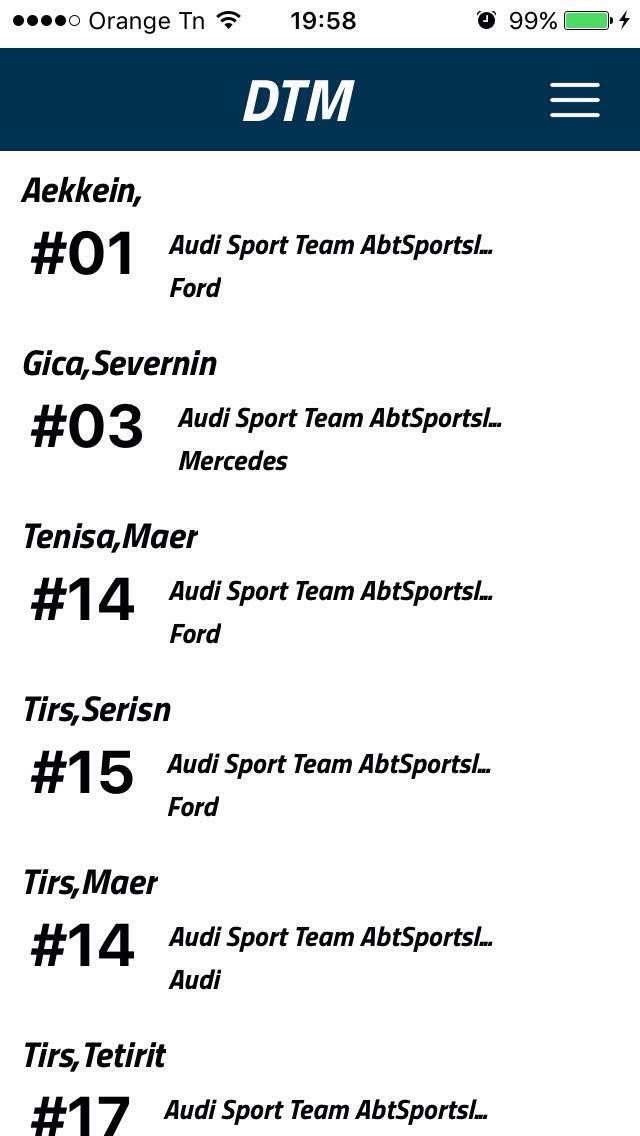 Orange Tn 19:58 99%
DTM
Aekkein,
#01 Audi Sport Team AbtSportsl...
Ford
Gica,Severnin
#03 Audi Sport Team AbtSportsl...
Mercedes
Tenisa,Maer
#14 Audi Sport Team AbtSportsl...
Ford
Tirs,Serisn
#15 Audi Sport Team AbtSportsl...
Ford
Tirs,Maer
#14 Audi Sport Team AbtSportsl...
Audi
Tirs,Tetirit
#17 Audi Sport Team AbtSportsl...